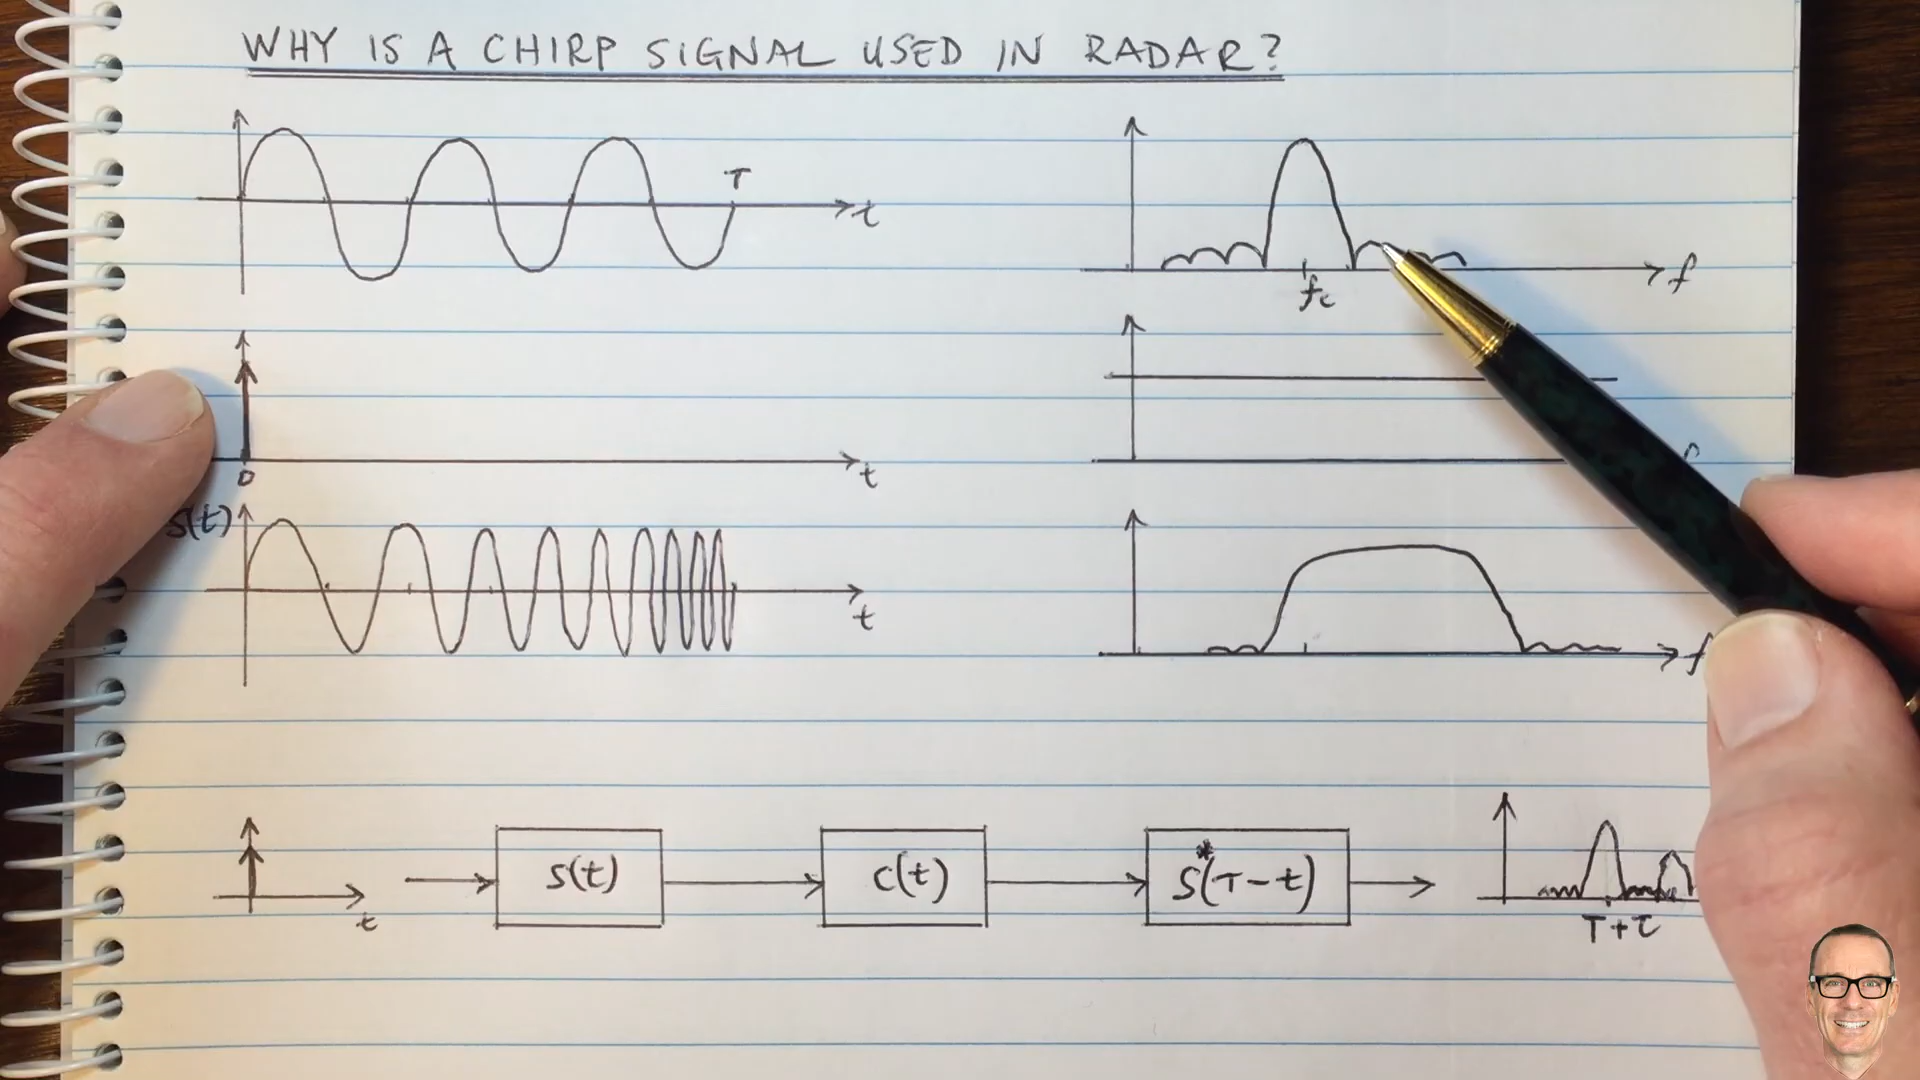 WHY IS A CHIRP SIGNAL USED IN RADAR?
T
t
fc
f
0
t
s(t)
t
f
t
s(t)
c(t)
s*(T-t)
T+τ